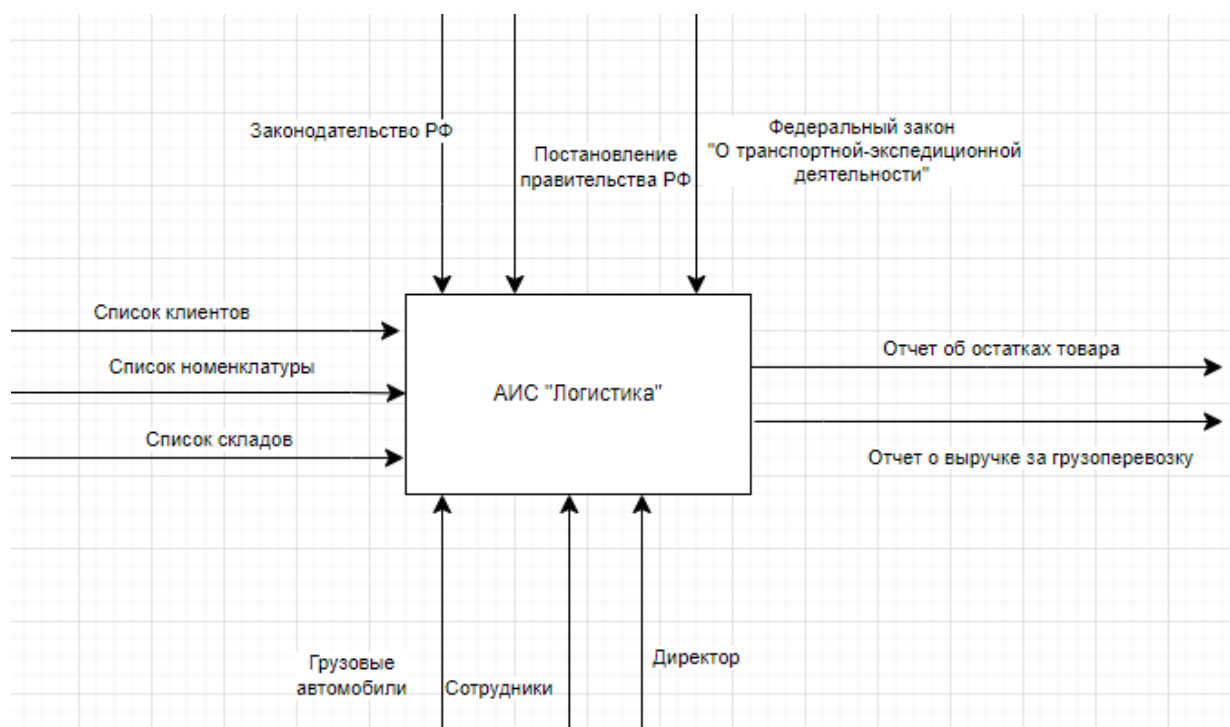 Законодательство РФ
Постановление
правительства РФ
Федеральный закон
"О транспортной-экспедиционной
деятельности"
Список клиентов
Список номенклатуры
Список складов
АИС "Логистика"
Отчет об остатках товара
Отчет о выручке за грузоперевозку
Грузовые
автомобили
Сотрудники
Директор